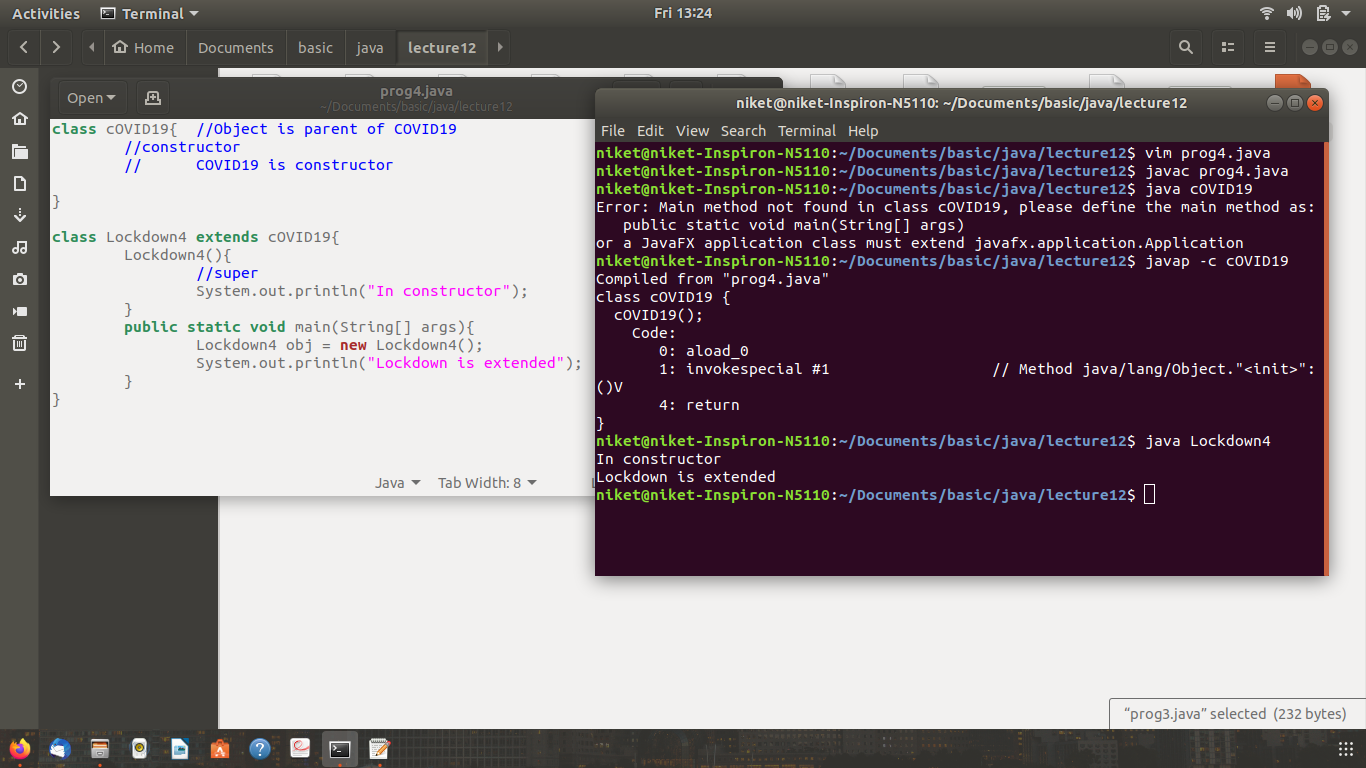 Activities Terminal Fri 13:24
Home Documents basic java lecture12
Open prog4.java
~/Documents/basic/java/lecture12
class cOVID19{ //Object is parent of COVID19
//constructor
// COVID19 is constructor
}
class Lockdown4 extends cOVID19{
Lockdown4(){
//super
System.out.println("In constructor");
}
public static void main(String[] args){
Lockdown4 obj = new Lockdown4();
System.out.println("Lockdown is extended");
}
}
Java Tab Width: 8
niket@niket-Inspiron-N5110: ~/Documents/basic/java/lecture12
File Edit View Search Terminal Help
niket@niket-Inspiron-N5110:~/Documents/basic/java/lecture12$ vim prog4.java
niket@niket-Inspiron-N5110:~/Documents/basic/java/lecture12$ javac prog4.java
niket@niket-Inspiron-N5110:~/Documents/basic/java/lecture12$ java cOVID19
Error: Main method not found in class cOVID19, please define the main method as:
public static void main(String[] args)
or a JavaFX application class must extend javafx.application.Application
niket@niket-Inspiron-N5110:~/Documents/basic/java/lecture12$ javap -c cOVID19
Compiled from "prog4.java"
class cOVID19 {
cOVID19();
Code:
0: aload_0
1: invokespecial #1 // Method java/lang/Object."<init>":
()V
4: return
}
niket@niket-Inspiron-N5110:~/Documents/basic/java/lecture12$ java Lockdown4
In constructor
Lockdown is extended
niket@niket-Inspiron-N5110:~/Documents/basic/java/lecture12$
“prog3.java” selected (232 bytes)